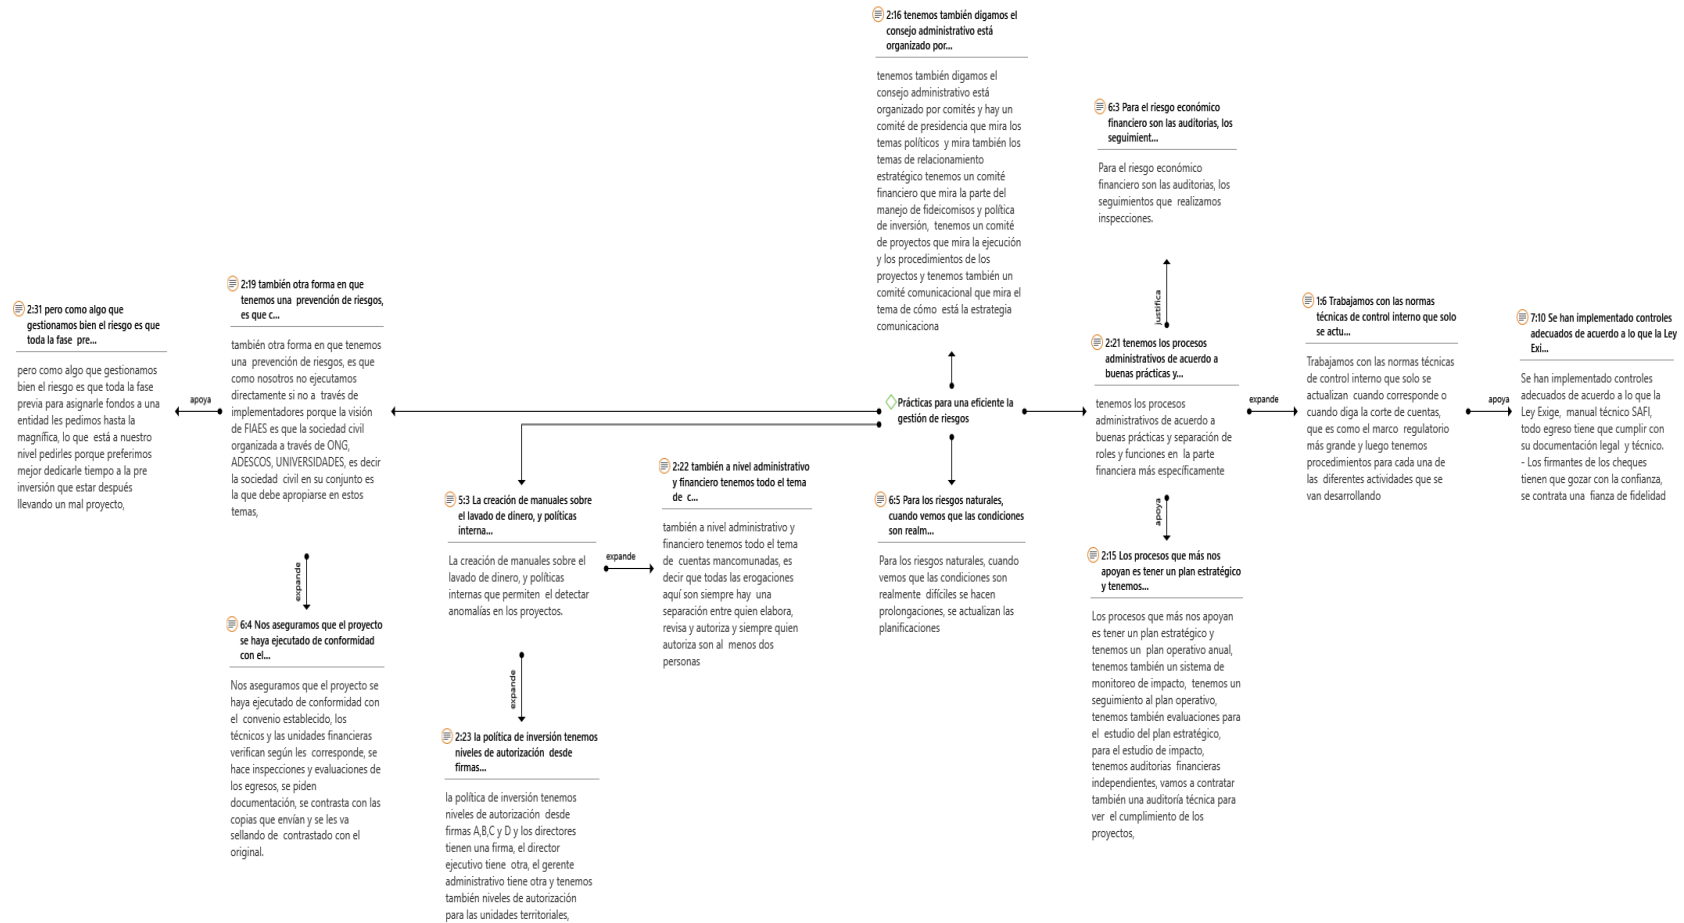 2:16 tenemos también digamos el
consejo administrativo está
organizado por...
tenemos también digamos el
consejo administrativo está
organizado por comités y hay un
comité de presidencia que mira los
temas políticos y mira también los
temas de relacionamiento
estratégico tenemos un comité
financiero que mira la parte del
manejo de fideicomisos y política
de inversión, tenemos un comité
de proyectos que mira la ejecución
y los procedimientos de los
proyectos y tenemos también un
comité comunicacional que mira el
tema de cómo está la estrategia
comunicaciona
6:3 Para el riesgo económico
financiero son las auditorias, los
seguimient...
Para el riesgo económico
financiero son las auditorias, los
seguimientos que realizamos
inspecciones.
justifica
2:31 pero como algo que
gestionamos bien el riesgo es que
toda la fase pre...
pero como algo que gestionamos
bien el riesgo es que toda la fase
previa para asignarle fondos a una
entidad les pedimos hasta la
magnífica, lo que está a nuestro
nivel pedirles porque preferimos
mejor dedicarle tiempo a la pre
inversión que estar después
llevando un mal proyecto,
apoya
2:19 también otra forma en que
tenemos una prevención de riesgos,
es que c...
también otra forma en que tenemos
una prevención de riesgos, es que
como nosotros no ejecutamos
directamente si no a través de
implementadores porque la visión
de FIAES es que la sociedad civil
organizada a través de ONG,
ADESCOS, UNIVERSIDADES, es decir
la sociedad civil en su conjunto es
la que debe apropiarse en estos
temas,
expande
6:4 Nos aseguramos que el proyecto
se haya ejecutado de conformidad
con el...
Nos aseguramos que el proyecto se
haya ejecutado de conformidad con
el convenio establecido, los
técnicos y las unidades financieras
verifican según les corresponde, se
hace inspecciones y evaluaciones de
los egresos, se piden
documentación, se contrasta con las
copias que envían y se les va
sellando de contrastado con el
original.
Prácticas para una eficiente la
gestión de riesgos
5:3 La creación de manuales sobre
el lavado de dinero, y políticas
interna...
La creación de manuales sobre el
lavado de dinero, y políticas
internas que permiten el detectar
anomalías en los proyectos.
expande
2:22 también a nivel administrativo
y financiero tenemos todo el tema
de c...
también a nivel administrativo y
financiero tenemos todo el tema
de cuentas mancomunadas, es
decir que todas las erogaciones
aquí son siempre hay una
separación entre quien elabora,
revisa y autoriza y siempre quien
autoriza son al menos dos
personas
expande
2:23 la política de inversión tenemos
niveles de autorización desde
firmas...
la política de inversión tenemos
niveles de autorización desde
firmas A,B,C y D y los directores
tienen una firma, el director
ejecutivo tiene otra, el gerente
administrativo tiene otra y tenemos
también niveles de autorización
para las unidades territoriales,
6:5 Para los riesgos naturales,
cuando vemos que las condiciones
son realm...
Para los riesgos naturales, cuando
vemos que las condiciones son
realmente difíciles se hacen
prolongaciones, se actualizan las
planificaciones
2:21 tenemos los procesos
administrativos de acuerdo a
buenas prácticas y...
tenemos los procesos
administrativos de acuerdo a
buenas prácticas y separación de
roles y funciones en la parte
financiera más específicamente
apoya
2:15 Los procesos que más nos
apoyan es tener un plan estratégico
y tenemos...
Los procesos que más nos apoyan
es tener un plan estratégico y
tenemos un plan operativo anual,
tenemos también un sistema de
monitoreo de impacto, tenemos un
seguimiento al plan operativo,
tenemos también evaluaciones para
el estudio del plan estratégico,
para el estudio de impacto,
tenemos auditorias financieras
independientes, vamos a contratar
también una auditoría técnica para
ver el cumplimiento de los
proyectos,
expande
1:6 Trabajamos con las normas
técnicas de control interno que solo
se actu...
Trabajamos con las normas técnicas
de control interno que solo se
actualizan cuando corresponde o
cuando diga la corte de cuentas,
que es como el marco regulatorio
más grande y luego tenemos
procedimientos para cada una de
las diferentes actividades que se
van desarrollando
apoya
7:10 Se han implementado controles
adecuados de acuerdo a lo que la Ley
Exi...
Se han implementado controles
adecuados de acuerdo a lo que la
Ley Exige, manual técnico SAFI,
todo egreso tiene que cumplir con
su documentación legal y técnico.
- Los firmantes de los cheques
tienen que gozar con la confianza,
se contrata una fianza de fidelidad